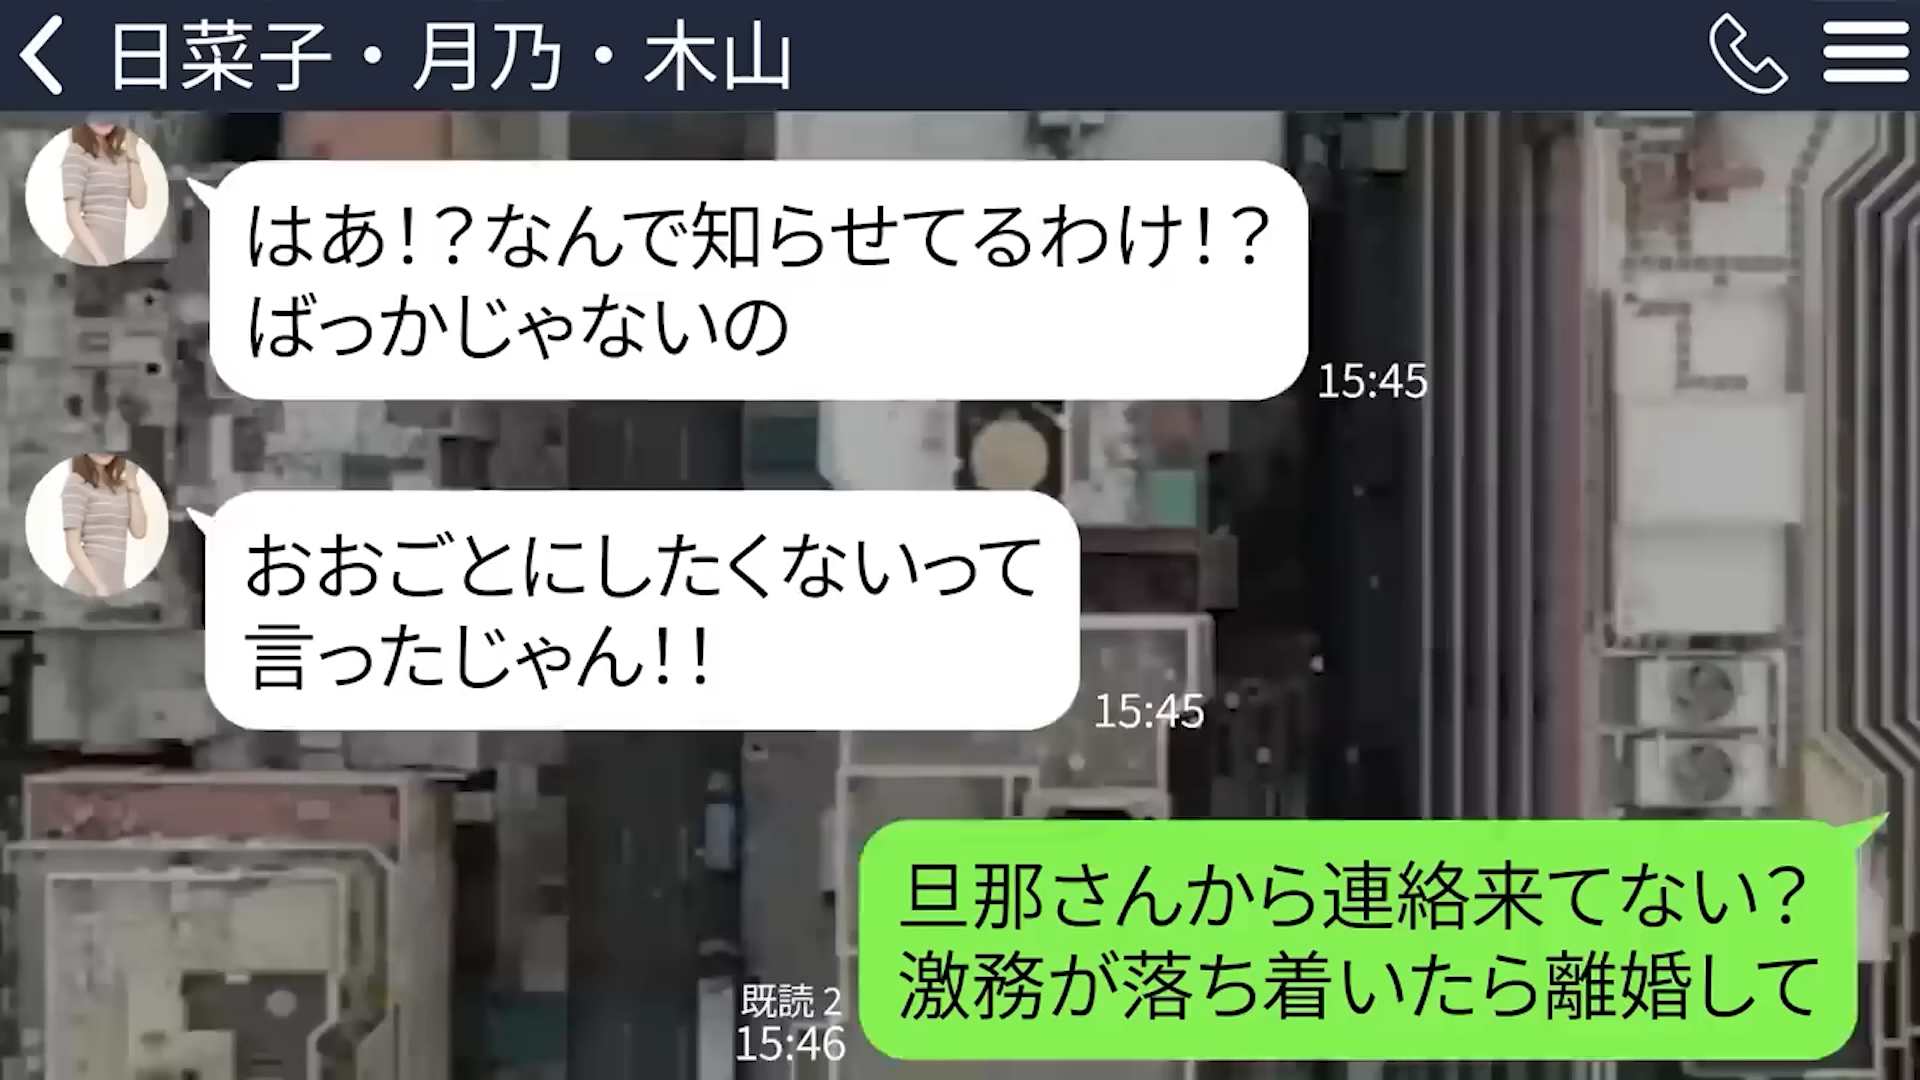 日菜子・月乃・木山
はあ！？なんで知らせてるわけ！？
ばっかじゃないの
15:45
おおごとにしたくないって
言ったじゃん！！
15:45
旦那さんから連絡来てない？
激務が落ち着いたら離婚して
既読 2
15:46